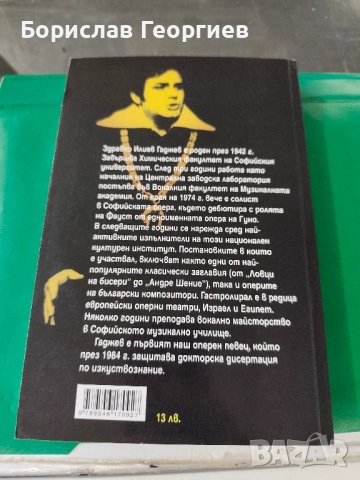 Борислав Георгиев
Здравко Илиев Гаджев е роден през 1942 г.
Завършва Химическия факултет на Софийския
университет. След три години работа като
началник на Централна заводска лаборатория
постъпва във Вокалния факултет на Музикалната
академия. От края на 1974 г. вече е солист
в Софийската опера, където дебютира с ролята
на Фауст от едноименната опера на Гуно.
В следващите години се нарежда сред най-
активните изпълнители на този национален
културен институт. Постановките, в които
е участвал, включват както едни от най-
популярните класически заглавия (от „Ловци
на бисери" до „Андре Шение"), така и оперите
на български композитори. Гастролирал е в редица
европейски оперни театри, Израел и Египет.
Няколко години преподава вокално майсторство
в Софийското музикално училище.
Гаджев е първият наш оперен певец, който
през 1984 г. защитава докторска дисертация
по изкуствознание.
9 789546 170927
13 лв.
BAZAR